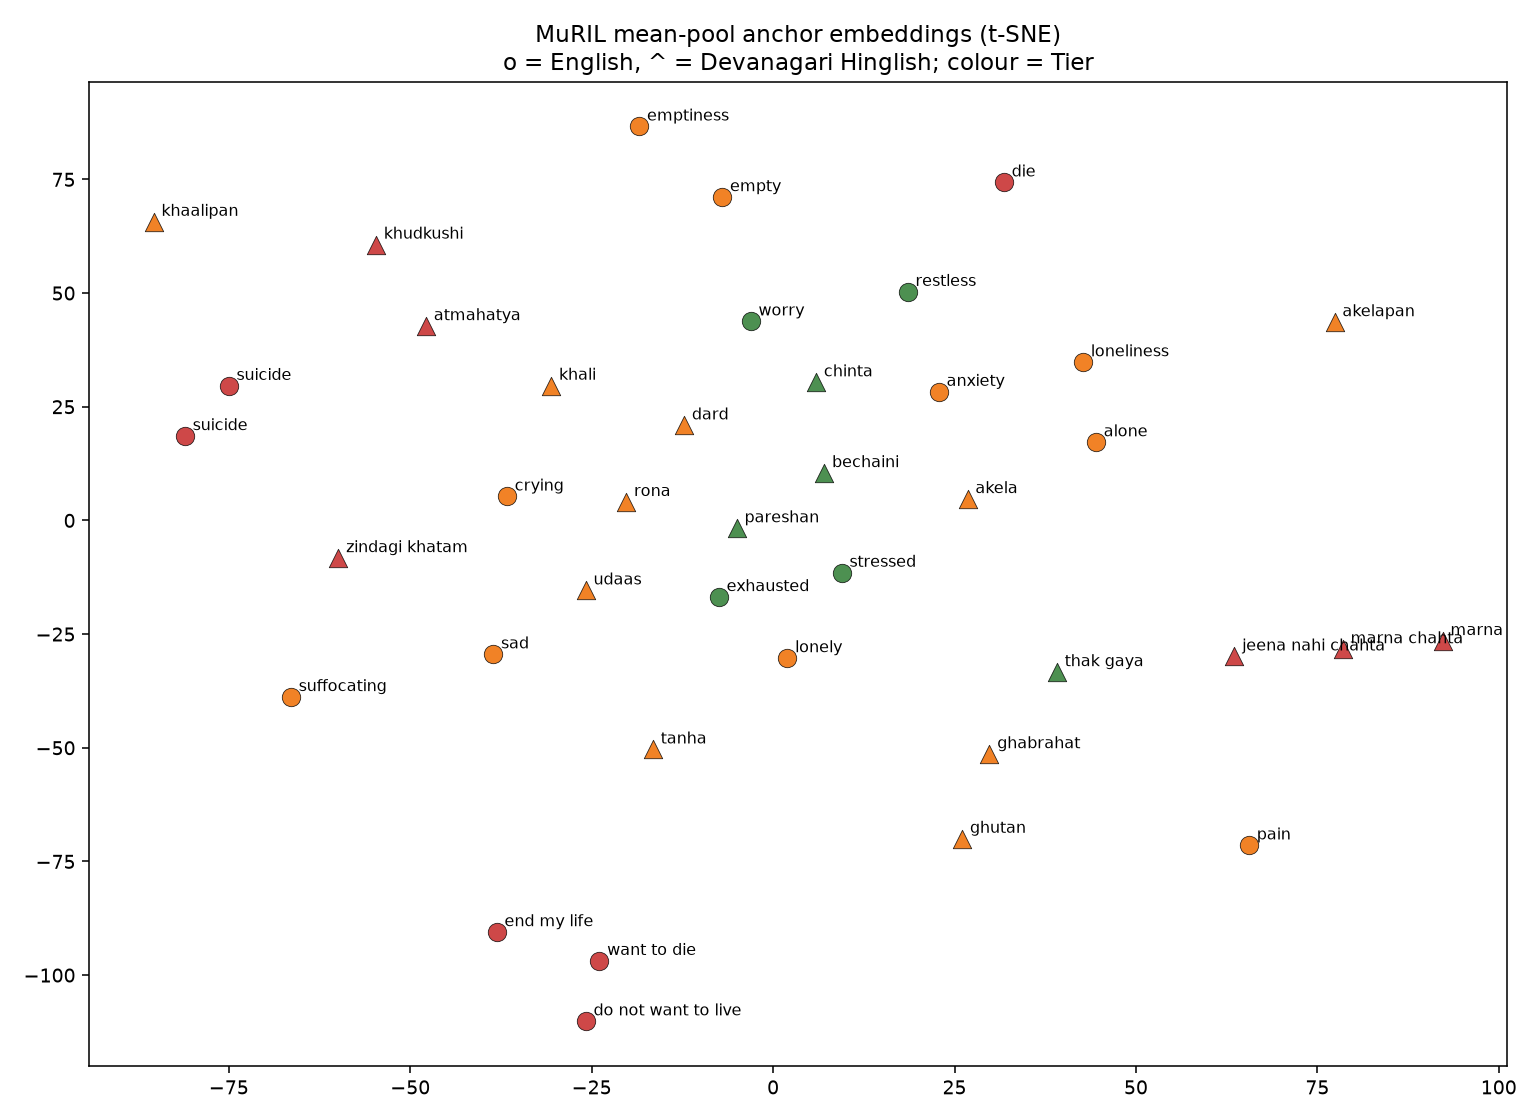 MuRIL mean-pool anchor embeddings (t-SNE)
o = English, ^ = Devanagari Hinglish; colour = Tier
emptiness
die
empty
75
khaalipan
khudkushi
restless
50
worry
akelapan
atmahatya
loneliness
suicide
khali
chinta
anxiety
25
suicide
dard
alone
bechaini
crying
rona
akela
0
pareshan
zindagi khatam
stressed
udaas
exhausted
−25
sad
lonely
jeena nahi chahta
marna chahta
marna
thak gaya
suffocating
−50
tanha
ghabrahat
ghutan
pain
−75
end my life
want to die
−100
do not want to live
−75 −50 −25 0 25 50 75 100